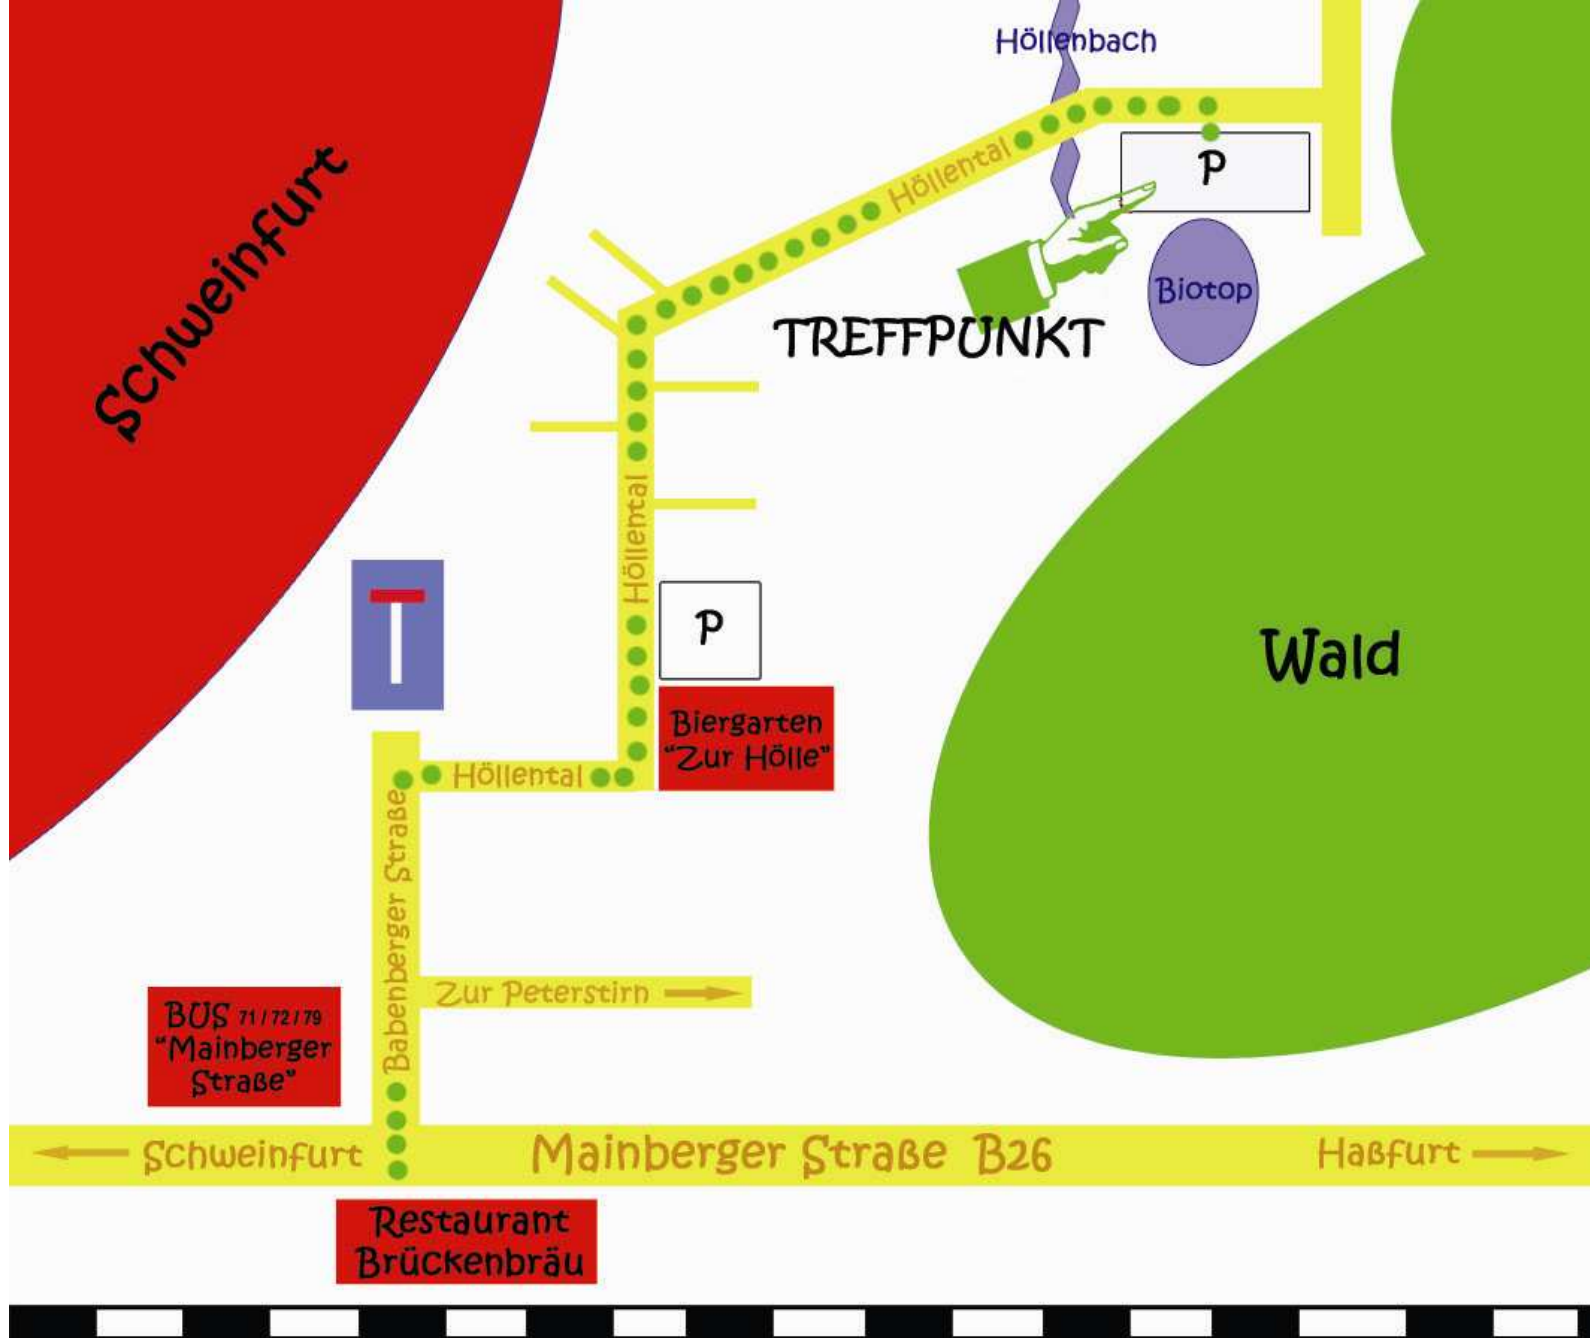 Höllenbach
Schweinfurt
P
Höllental
Biotop
TREFFPUNKT
Höllental
P
Wald
Biergarten
"Zur Hölle"
Höllental
Babenberger Straße
Zur Peterstirn
BUS 71 / 72 / 79
"Mainberger
Straße"
Schweinfurt
Mainberger Straße B26
Haßfurt
Restaurant
Brückenbräu